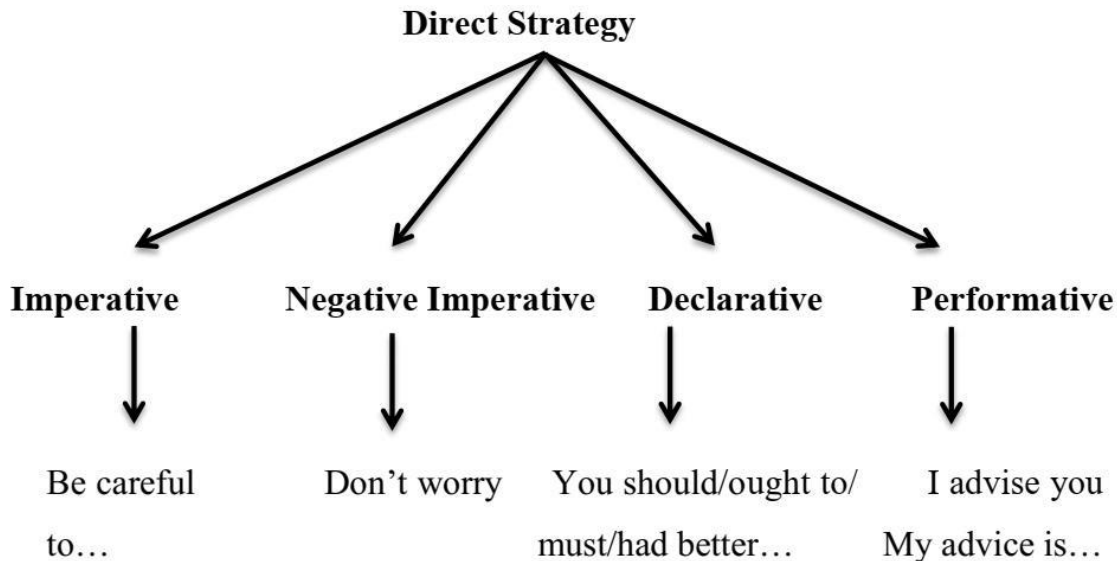 Direct Strategy
Imperative Negative Imperative Declarative Performative
Be careful Don’t worry You should/ought to/ I advise you
to… must/had better… My advice is…